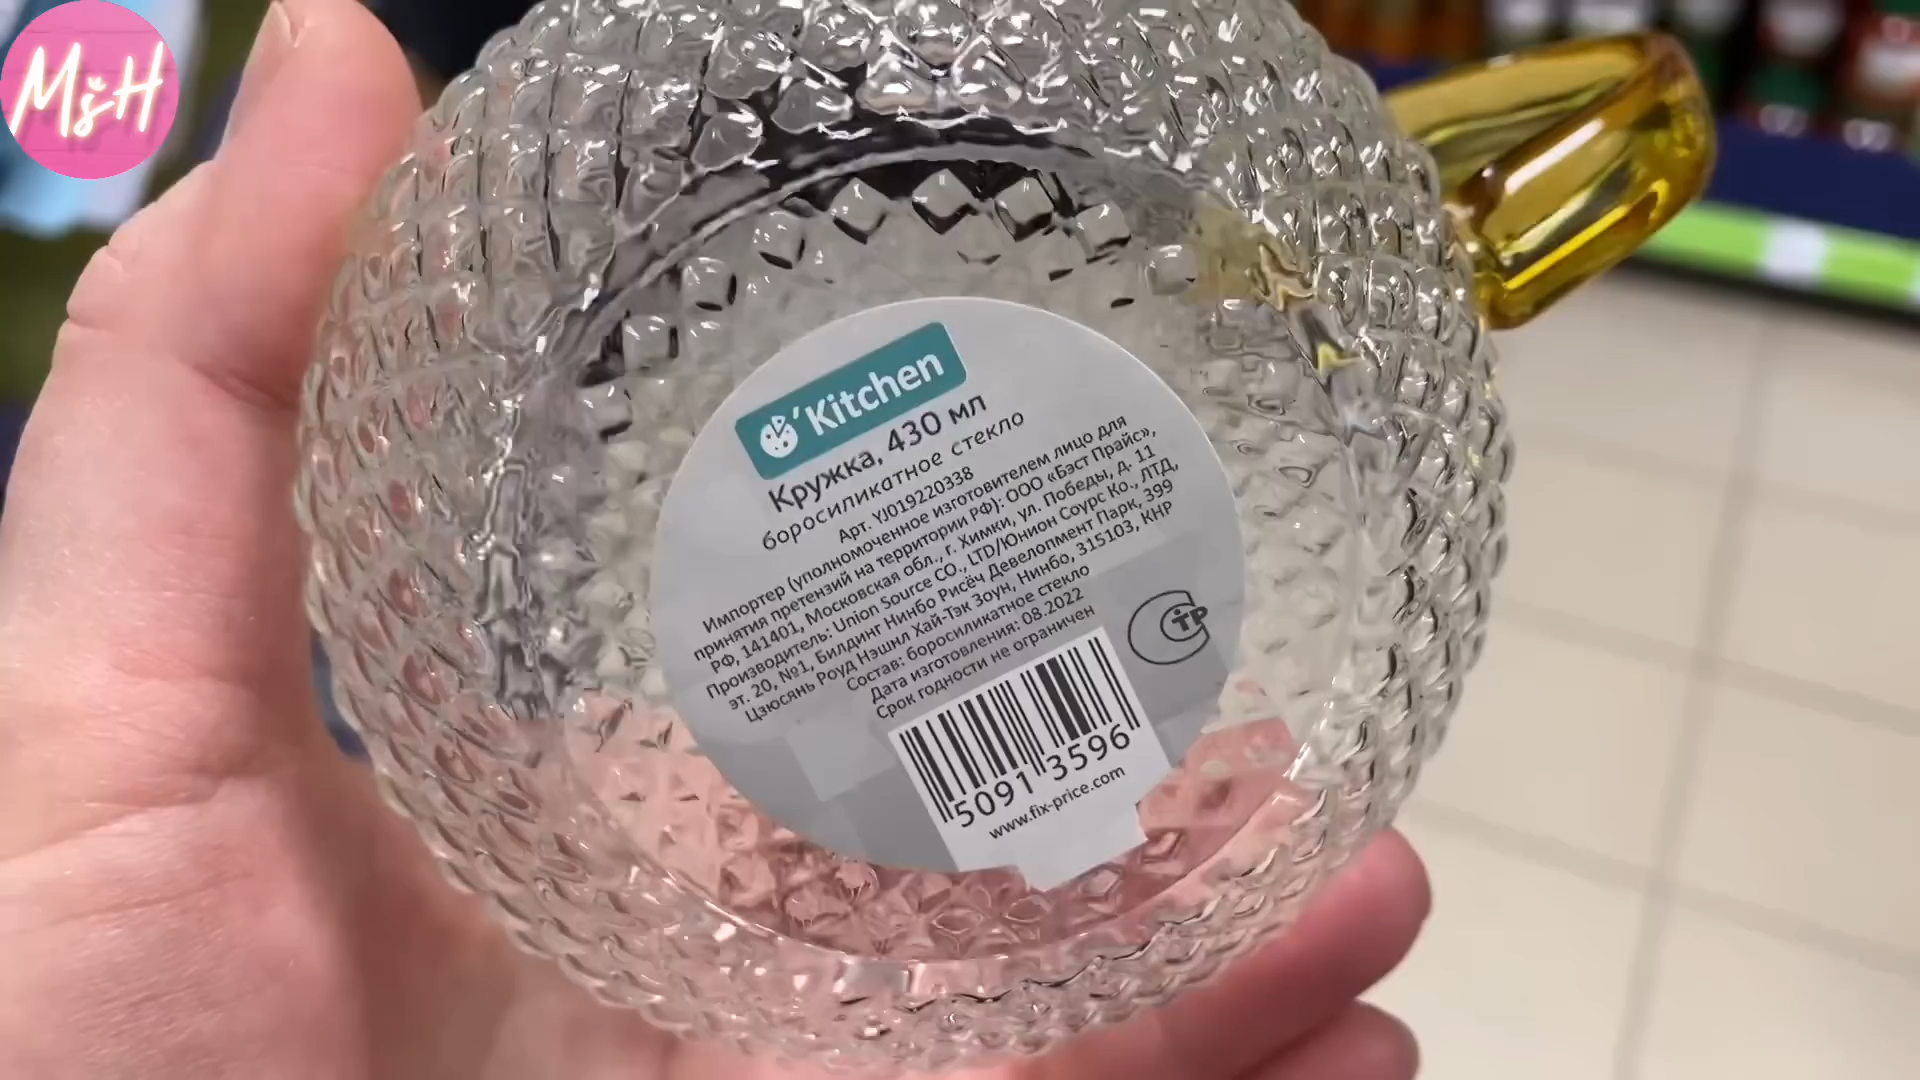 MsH
'Kitchen
Кружка, 430 мл
боросиликатное стекло
Арт. YJ019220338
Импортер (уполномоченное изготовителем лицо для
принятия претензий на территории РФ): ООО «Бэст Прайс»,
РФ, 141401, Московская обл., г. Химки, ул. Победы, д. 11
Производитель: Union Source CO., LTD/Юнион Соурс Ко., ЛТД,
эт. 20, №1, Билдинг Нинбо Рисёч Девелопмент Парк, 399
Цзюсянь Роуд Нэшнл Хай-Тэк Зоун, Нинбо, 315103, КНР
Состав: боросиликатное стекло
Дата изготовления: 08.2022
Срок годности не ограничен
СТР
5091 3596
www.fix-price.com